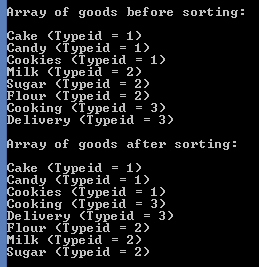 Array of goods before sorting:
Cake (Typeid = 1)
Candy (Typeid = 1)
Cookies (Typeid = 1)
Milk (Typeid = 2)
Sugar (Typeid = 2)
Flour (Typeid = 2)
Cooking (Typeid = 3)
Delivery (Typeid = 3)
Array of goods after sorting:
Cake (Typeid = 1)
Candy (Typeid = 1)
Cookies (Typeid = 1)
Cooking (Typeid = 3)
Delivery (Typeid = 3)
Flour (Typeid = 2)
Milk (Typeid = 2)
Sugar (Typeid = 2)